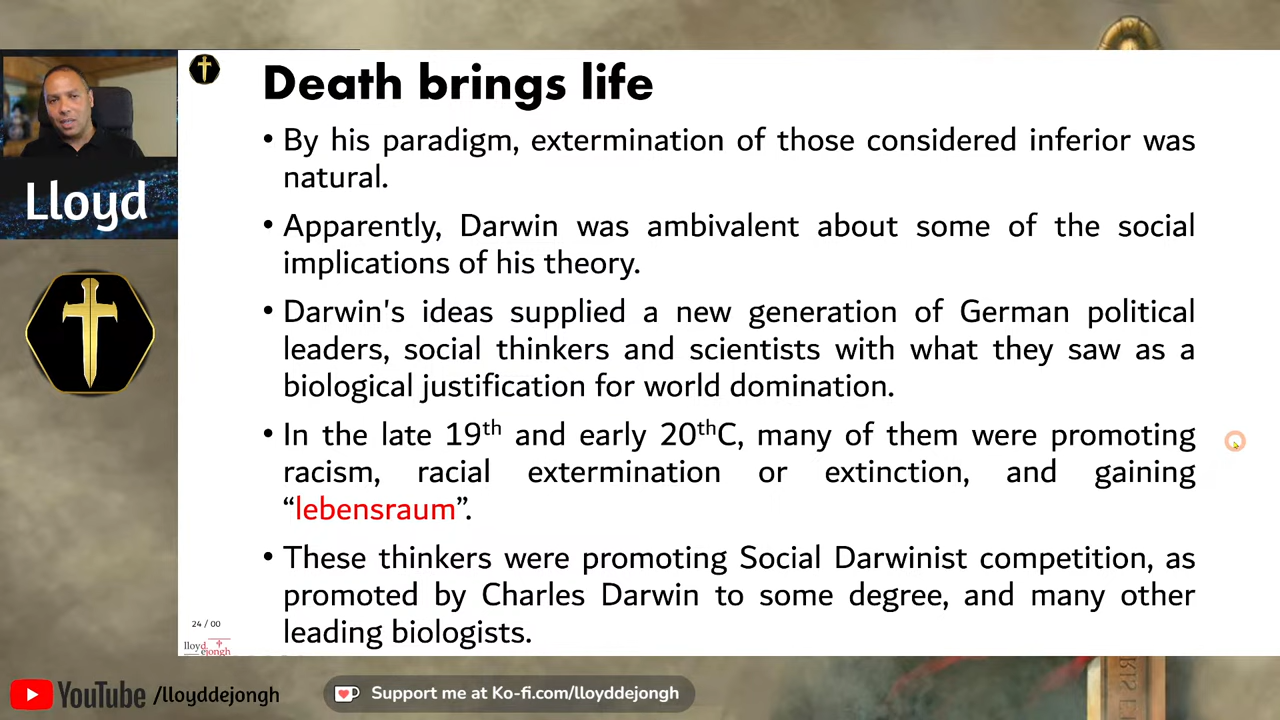 Death brings life
• By his paradigm, extermination of those considered inferior was
natural.
• Apparently, Darwin was ambivalent about some of the social
implications of his theory.
• Darwin's ideas supplied a new generation of German political
leaders, social thinkers and scientists with what they saw as a
biological justification for world domination.
• In the late 19th and early 20thC, many of them were promoting
racism, racial extermination or extinction, and gaining
“lebensraum”.
• These thinkers were promoting Social Darwinist competition, as
promoted by Charles Darwin to some degree, and many other
leading biologists.
Lloyd
24 / 00
lloyd
dejongh
YouTube /lloyddejongh
Support me at Ko-fi.com/lloyddejongh